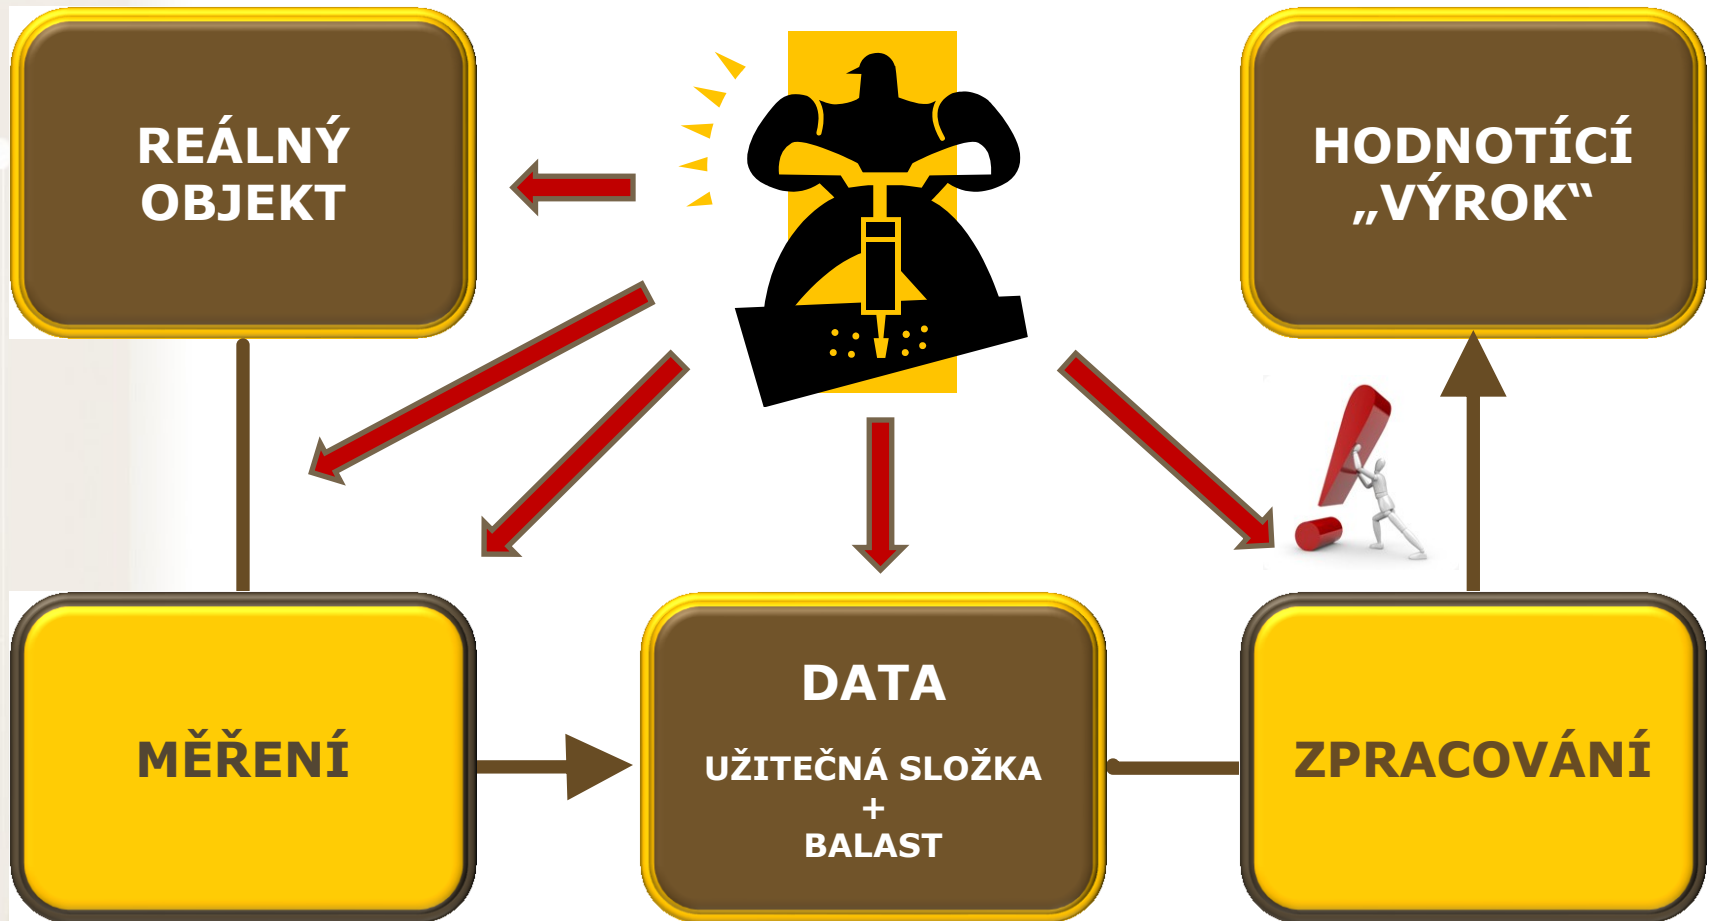 REÁLNÝ
OBJEKT
HODNOTÍCÍ
„VÝROK“
MĚŘENÍ
DATA
UŽITEČNÁ SLOŽKA
+
BALAST
ZPRACOVÁNÍ